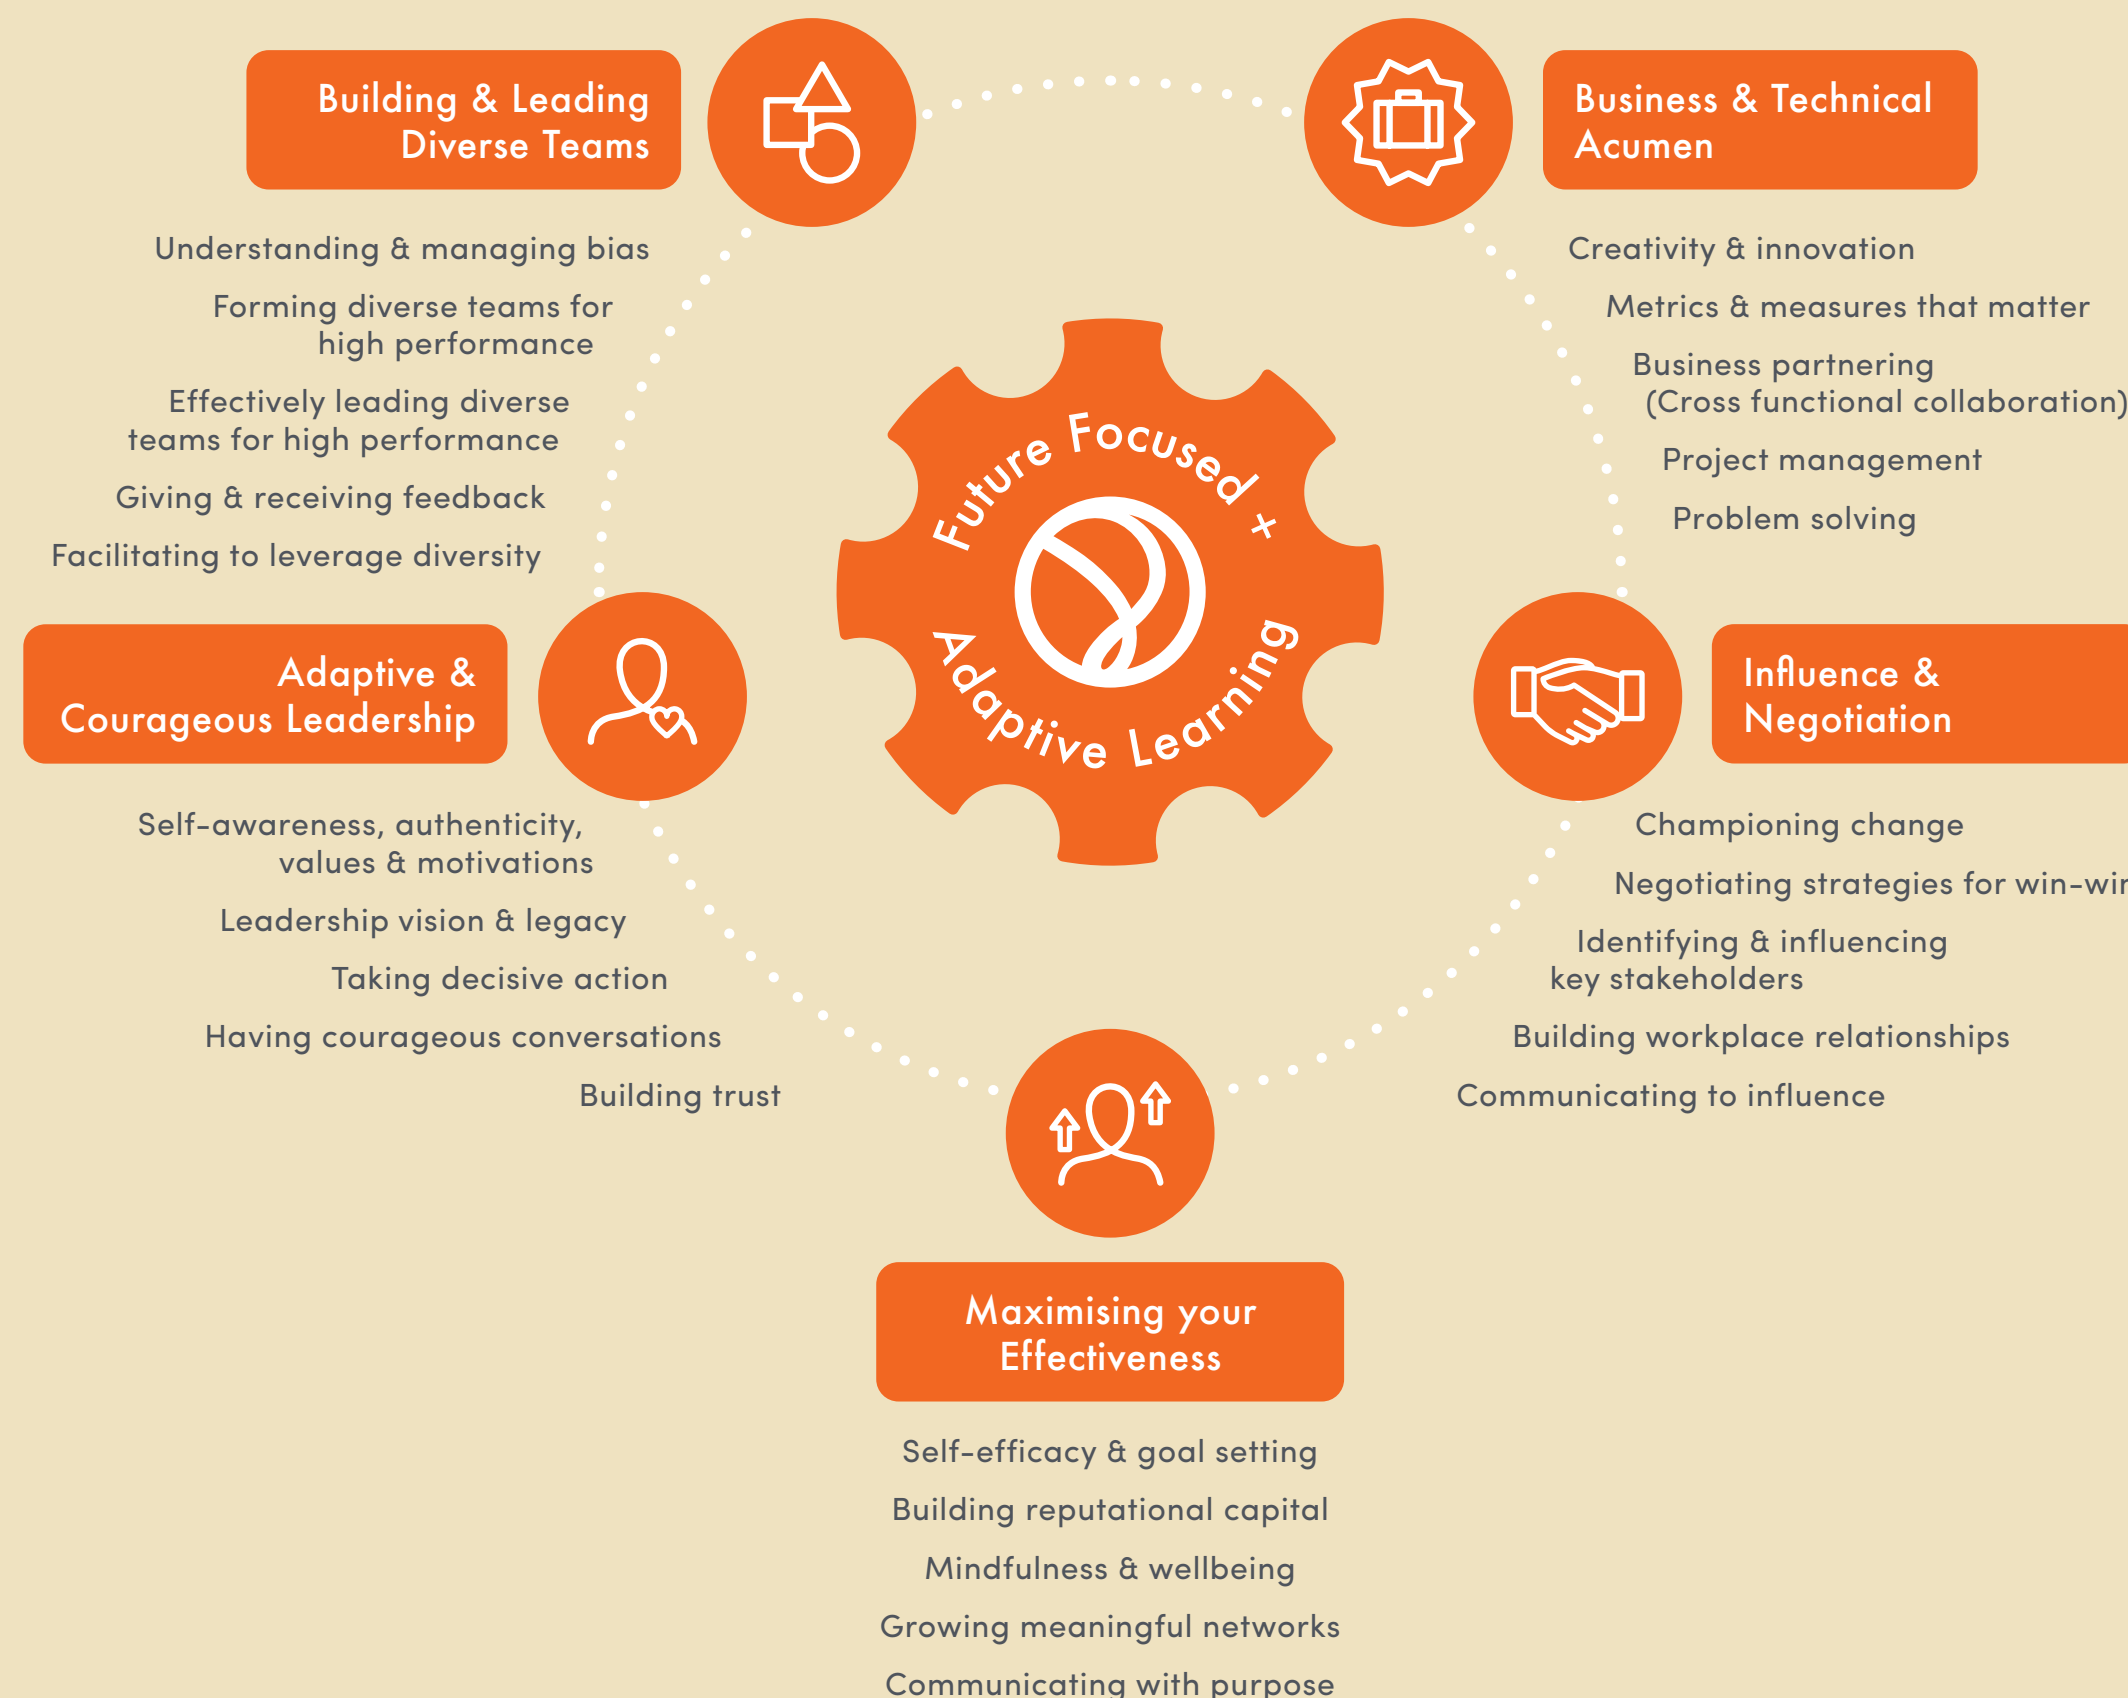 Building & Leading
Diverse Teams
Understanding & managing bias
Forming diverse teams for
high performance
Effectively leading diverse
teams for high performance
Giving & receiving feedback
Facilitating to leverage diversity
Business & Technical
Acumen
Creativity & innovation
Metrics & measures that matter
Business partnering
(Cross functional collaboration)
Project management
Problem solving
Future Focused +
Adaptive Learning
Adaptive &
Courageous Leadership
Self-awareness, authenticity,
values & motivations
Leadership vision & legacy
Taking decisive action
Having courageous conversations
Building trust
Influence &
Negotiation
Championing change
Negotiating strategies for
Identifying & influencing
key stakeholders
Building workplace relationships
Communicating to influence
Maximising your
Effectiveness
Self-efficacy & goal setting
Building reputational capital
Mindfulness & wellbeing
Growing meaningful networks
Communicating with purpose